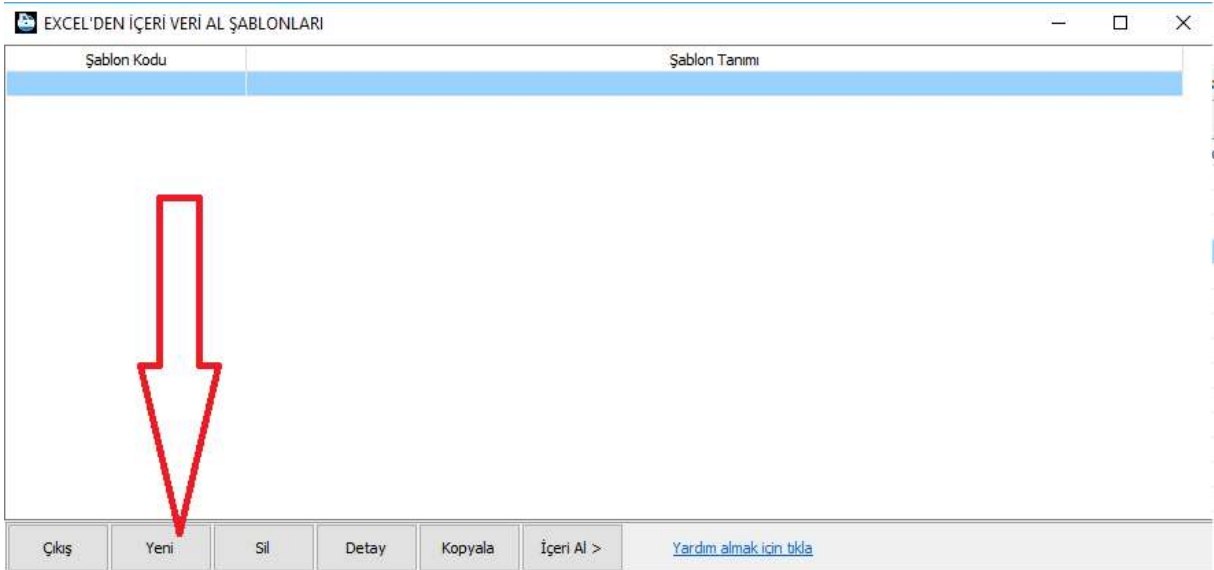 EXCEL'DEN İÇERİ VERİ AL ŞABLONLARI
Şablon Kodu Şablon Tanımı
Çıkış Yeni Sil Detay Kopyala İçeri Al > Yardım almak için tıkla